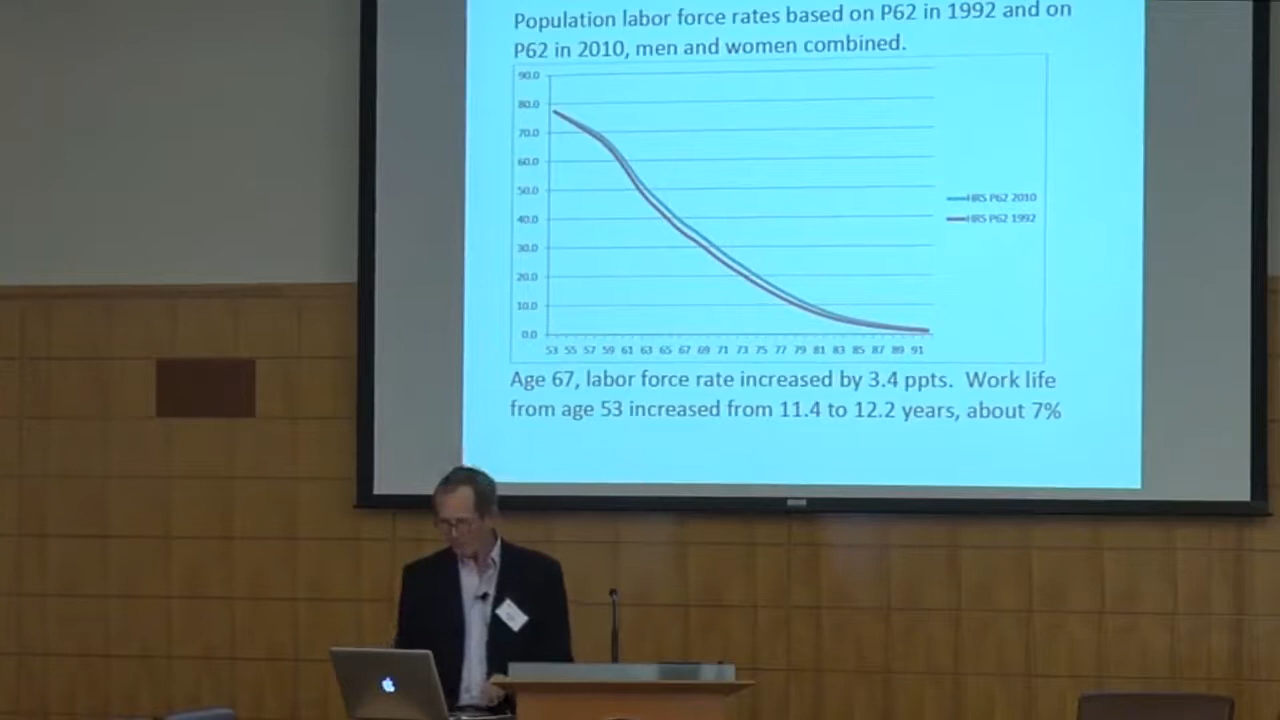 Population labor force rates based on P62 in 1992 and on
P62 in 2010, men and women combined.
90.0
80.0
70.0
60.0
50.0
40.0
30.0
20.0
10.0
0.0
53 55 57 59 61 63 65 67 69 71 73 75 77 79 81 83 85 87 89 91
HRS P62 2010
HRS P62 1992
Age 67, labor force rate increased by 3.4 ppts. Work life
from age 53 increased from 11.4 to 12.2 years, about 7%